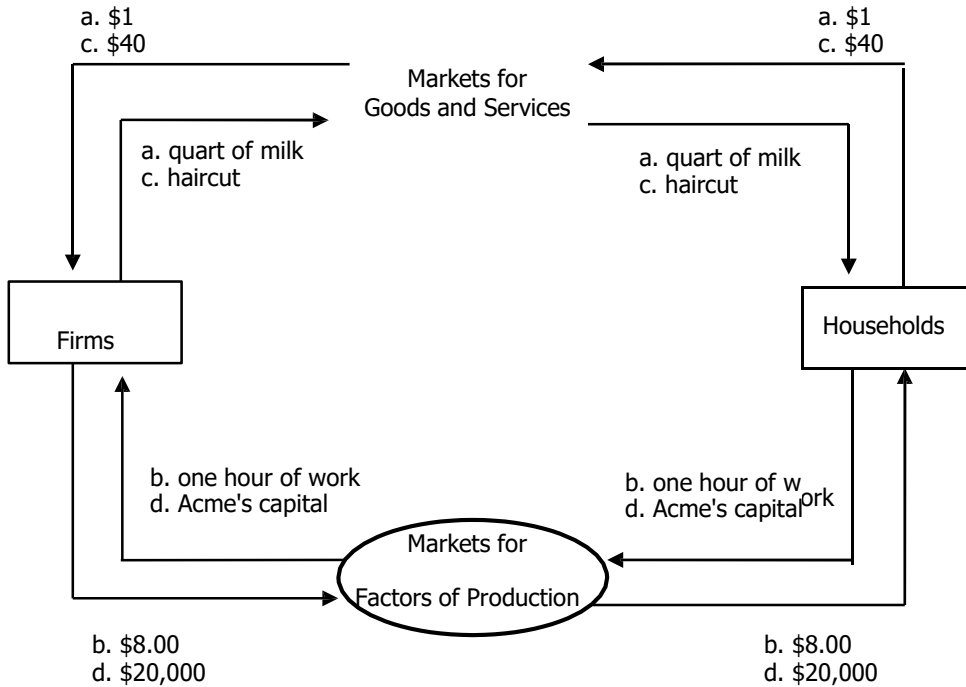 a. $1
c. $40
a. $1
c. $40
Markets for
Goods and Services
a. quart of milk
c. haircut
a. quart of milk
c. haircut
Firms
Households
b. one hour of work
d. Acme's capital
b. one hour of work
d. Acme's capital
Markets for
Factors of Production
b. $8.00
d. $20,000
b. $8.00
d. $20,000